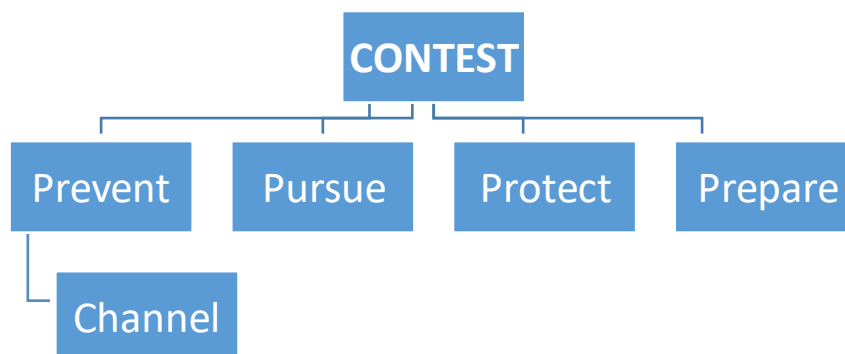 CONTEST
Prevent
Pursue
Protect
Prepare
Channel